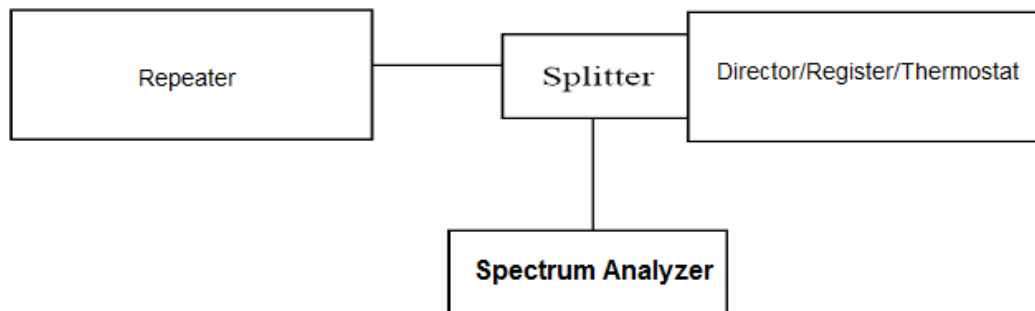 Repeater
Splitter
Director/Register/Thermostat
Spectrum Analyzer